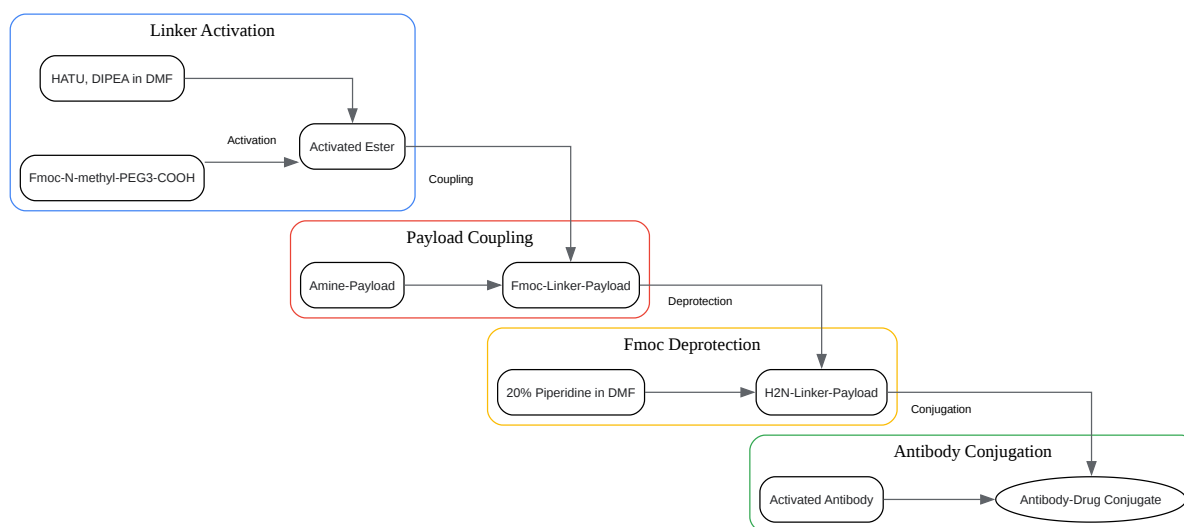 Linker Activation
HATU, DIPEA in DMF
Activation
Activated Ester
Fmoc-N-methyl-PEG3-COOH
Coupling
Payload Coupling
Amine-Payload
Fmoc-Linker-Payload
Deprotection
Fmoc Deprotection
20% Piperidine in DMF
H2N-Linker-Payload
Conjugation
Antibody Conjugation
Activated Antibody
Antibody-Drug Conjugate